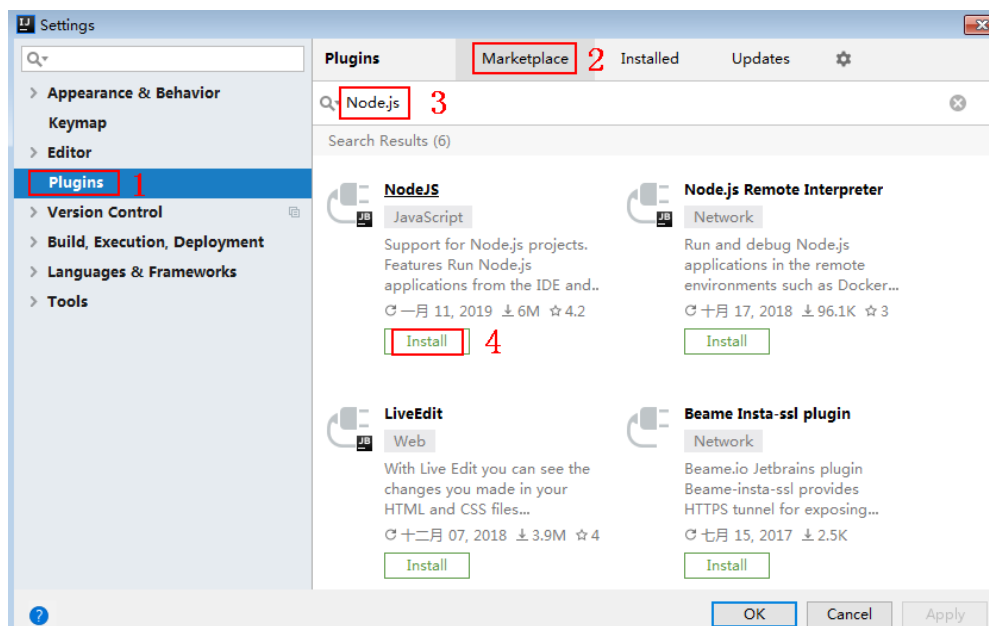 Settings
Appearance & Behavior
Keymap
Editor
Plugins
1
Version Control
Build, Execution, Deployment
Languages & Frameworks
Tools
Plugins
Marketplace
2
Installed
Updates
Node.js
3
Search Results (6)
NodeJS
JavaScript
Support for Node.js projects.
Features Run Node.js
applications from the IDE and..
一月 11, 2019 6M 4.2
Install
4
Node.js Remote Interpreter
Network
Run and debug Node.js
applications in the remote
environments such as Docker...
十月 17, 2018 96.1K 3
Install
LiveEdit
Web
With Live Edit you can see the
changes you made in your
HTML and CSS files...
十二月 07, 2018 3.9M 4
Install
Beame Insta-ssl plugin
Network
Beame.io Jetbrains plugin
Beame-insta-ssl provides
HTTPS tunnel for exposing...
七月 15, 2017 2.5K
Install
?
OK
Cancel
Apply